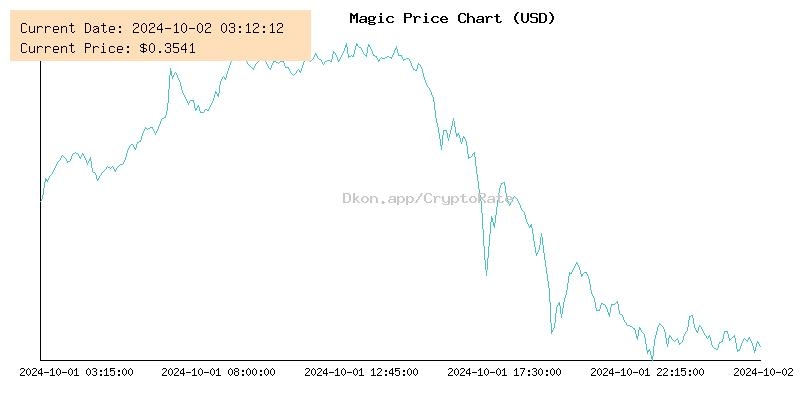 Magic Price Chart (USD)
Current Date: 2024-10-02 03:12:12
Current Price: $0.3541
Dkon.app/CryptoRate
2024-10-01 03:15:00 2024-10-01 08:00:00 2024-10-01 12:45:00 2024-10-01 17:30:00 2024-10-01 22:15:00 2024-10-02